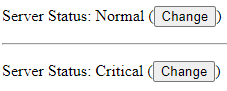 Server Status: Normal (Change)
Server Status: Critical (Change)